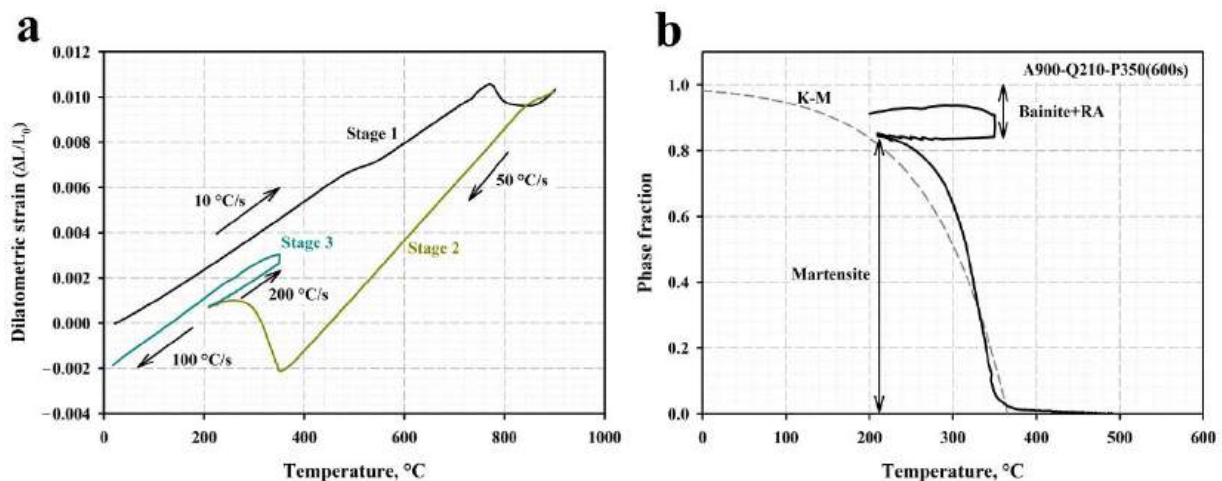 a
Dilatometric strain (ΔL/L₀)
0.012
0.010
0.008
0.006
0.004
0.002
0.000
−0.002
−0.004
0
200
400
600
800
1000
Temperature, °C
Stage 1
10 °C/s
50 °C/s
Stage 3
Stage 2
200 °C/s
100 °C/s
b
Phase fraction
1.0
0.8
0.6
0.4
0.2
0.0
0
100
200
300
400
500
600
Temperature, °C
A900-Q210-P350(600s)
K-M
Bainite+RA
Martensite